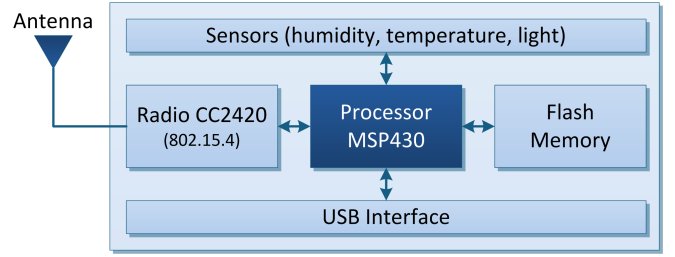 Antenna
Sensors (humidity, temperature, light)
Radio CC2420
(802.15.4)
Processor
MSP430
Flash
Memory
USB Interface